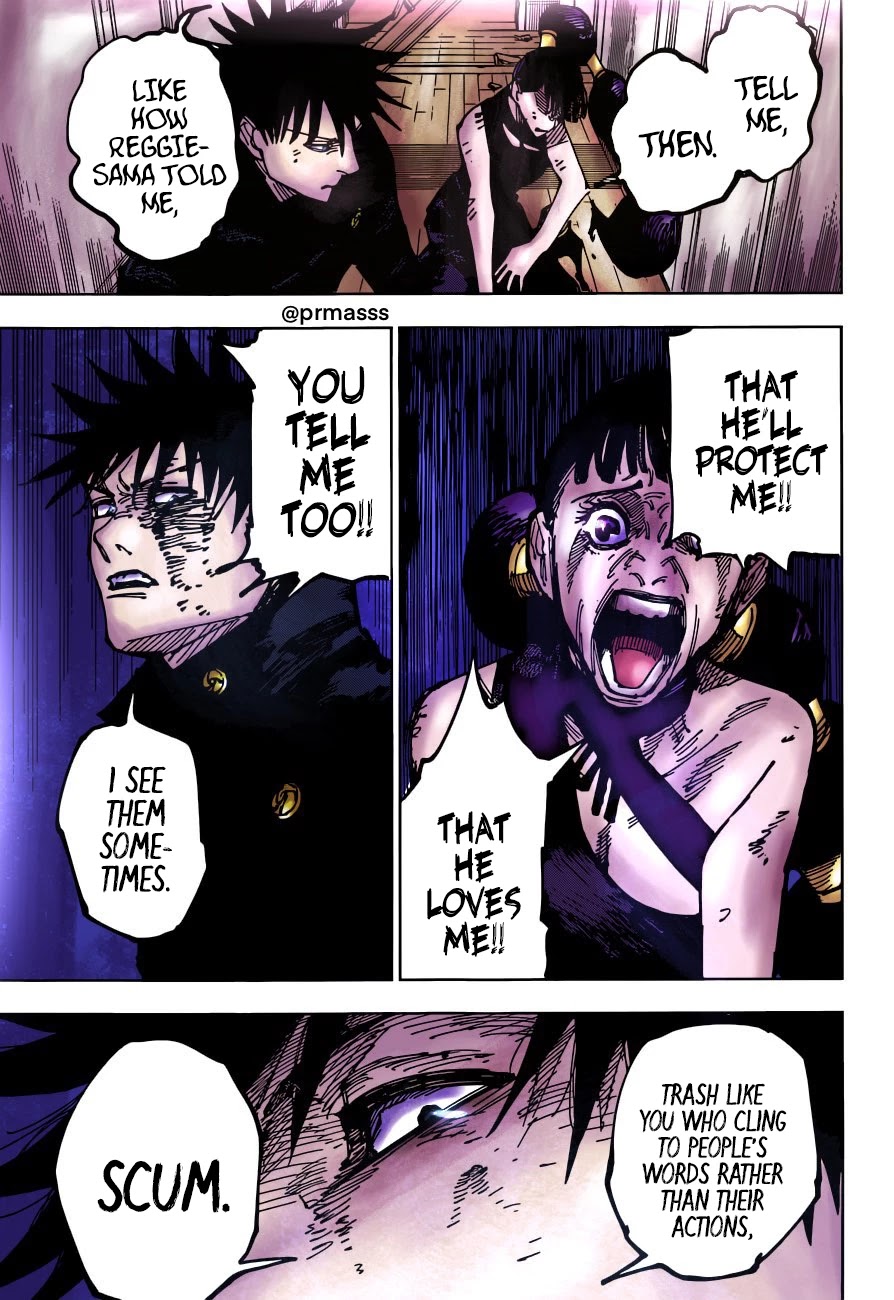 TELL
ME,
THEN.
LIKE
HOW
REGGIE-
SAMA TOLD
ME,
@prmasss
THAT
HE'LL
PROTECT
ME!!
THAT
HE
LOVES
ME!!
YOU
TELL
ME
TOO!!
I SEE
THEM
SOME-
TIMES.
TRASH LIKE
YOU WHO CLING
TO PEOPLE'S
WORDS RATHER
THAN THEIR
ACTIONS,
SCUM.